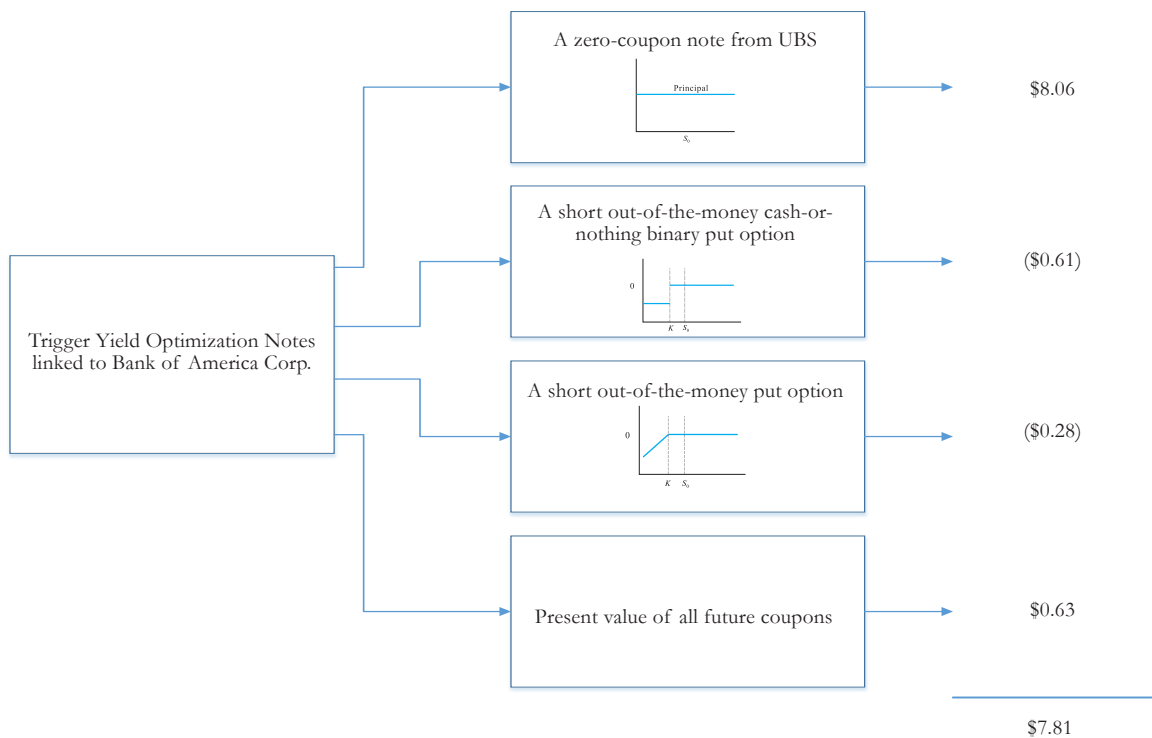 A zero-coupon note from UBS
Principal
S0
$8.06
A short out-of-the-money cash-or-
nothing binary put option
0
K S0
($0.61)
Trigger Yield Optimization Notes
linked to Bank of America Corp.
A short out-of-the-money put option
0
K S0
($0.28)
Present value of all future coupons
$0.63
$7.81